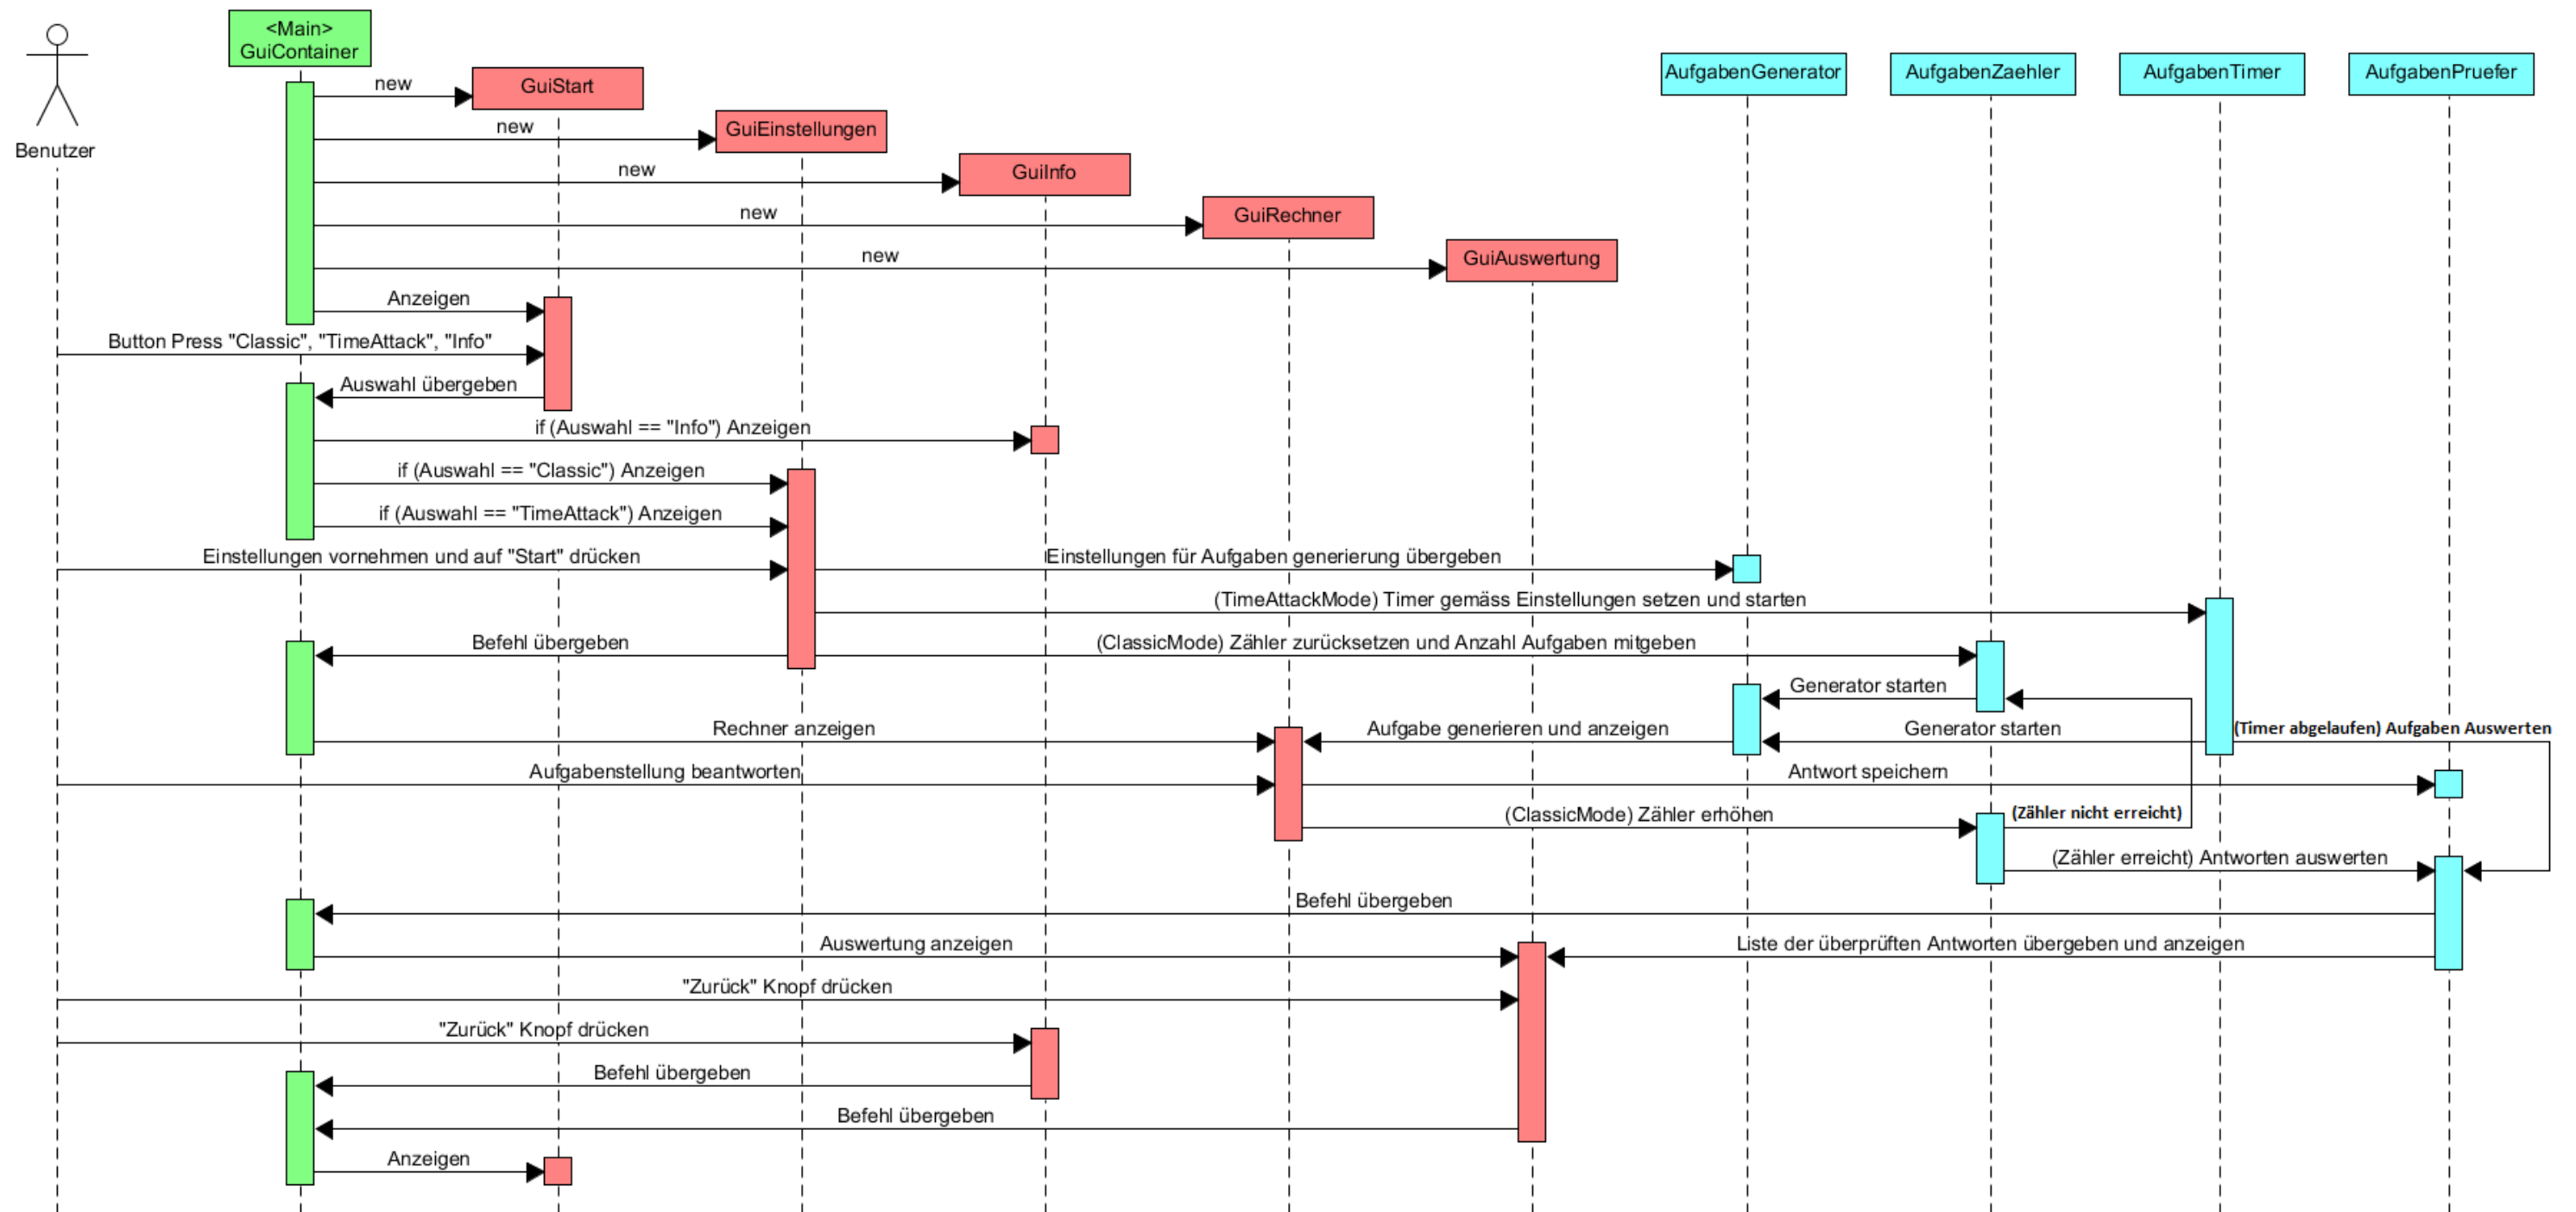 <Main>
GuiContainer
AufgabenGenerator
AufgabenZaehler
AufgabenTimer
AufgabenPruefer
new
GuiStart
new
GuiEinstellungen
Benutzer
new
GuiInfo
new
GuiRechner
new
GuiAuswertung
Anzeigen
Button Press "Classic", "TimeAttack", "Info"
Auswahl übergeben
if (Auswahl == "Info") Anzeigen
if (Auswahl == "Classic") Anzeigen
if (Auswahl == "TimeAttack") Anzeigen
Einstellungen vornehmen und auf "Start" drücken
Einstellungen für Aufgaben generierung übergeben
(TimeAttackMode) Timer gemäss Einstellungen setzen und starten
Befehl übergeben
(ClassicMode) Zähler zurücksetzen und Anzahl Aufgaben mitgeben
Generator starten
Rechner anzeigen
Aufgabe generieren und anzeigen
Generator starten
(Timer abgelaufen) Aufgaben Auswerten
Aufgabenstellung beantworten
Antwort speichern
(ClassicMode) Zähler erhöhen
(Zähler nicht erreicht)
(Zähler erreicht) Antworten auswerten
Befehl übergeben
Auswertung anzeigen
Liste der überprüften Antworten übergeben und anzeigen
"Zurück" Knopf drücken
"Zurück" Knopf drücken
Befehl übergeben
Befehl übergeben
Anzeigen